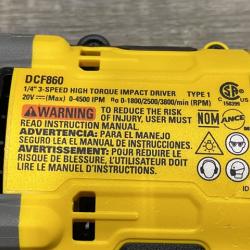 DCF860
1/4" 3-SPEED HIGH TORQUE IMPACT DRIVER TYPE 1
20V ⎓ (Max) 0-4500 IPM n₀ 0-1800/2500/3800/min (RPM)
WARNING TO REDUCE THE RISK
OF INJURY, USER MUST
READ INSTRUCTION MANUAL.
ADVERTENCIA: PARA EL MANEJO
SEGURO LEA EL MANUAL DE INSTRUCCIONES.
AVERTISSEMENT: POUR RÉDUIRE LE
RISQUE DE BLESSURE, L'UTILISATEUR DOIT
LIRE LE MANUEL D'INSTRUCTIONS.
NOM
ANCE
ID